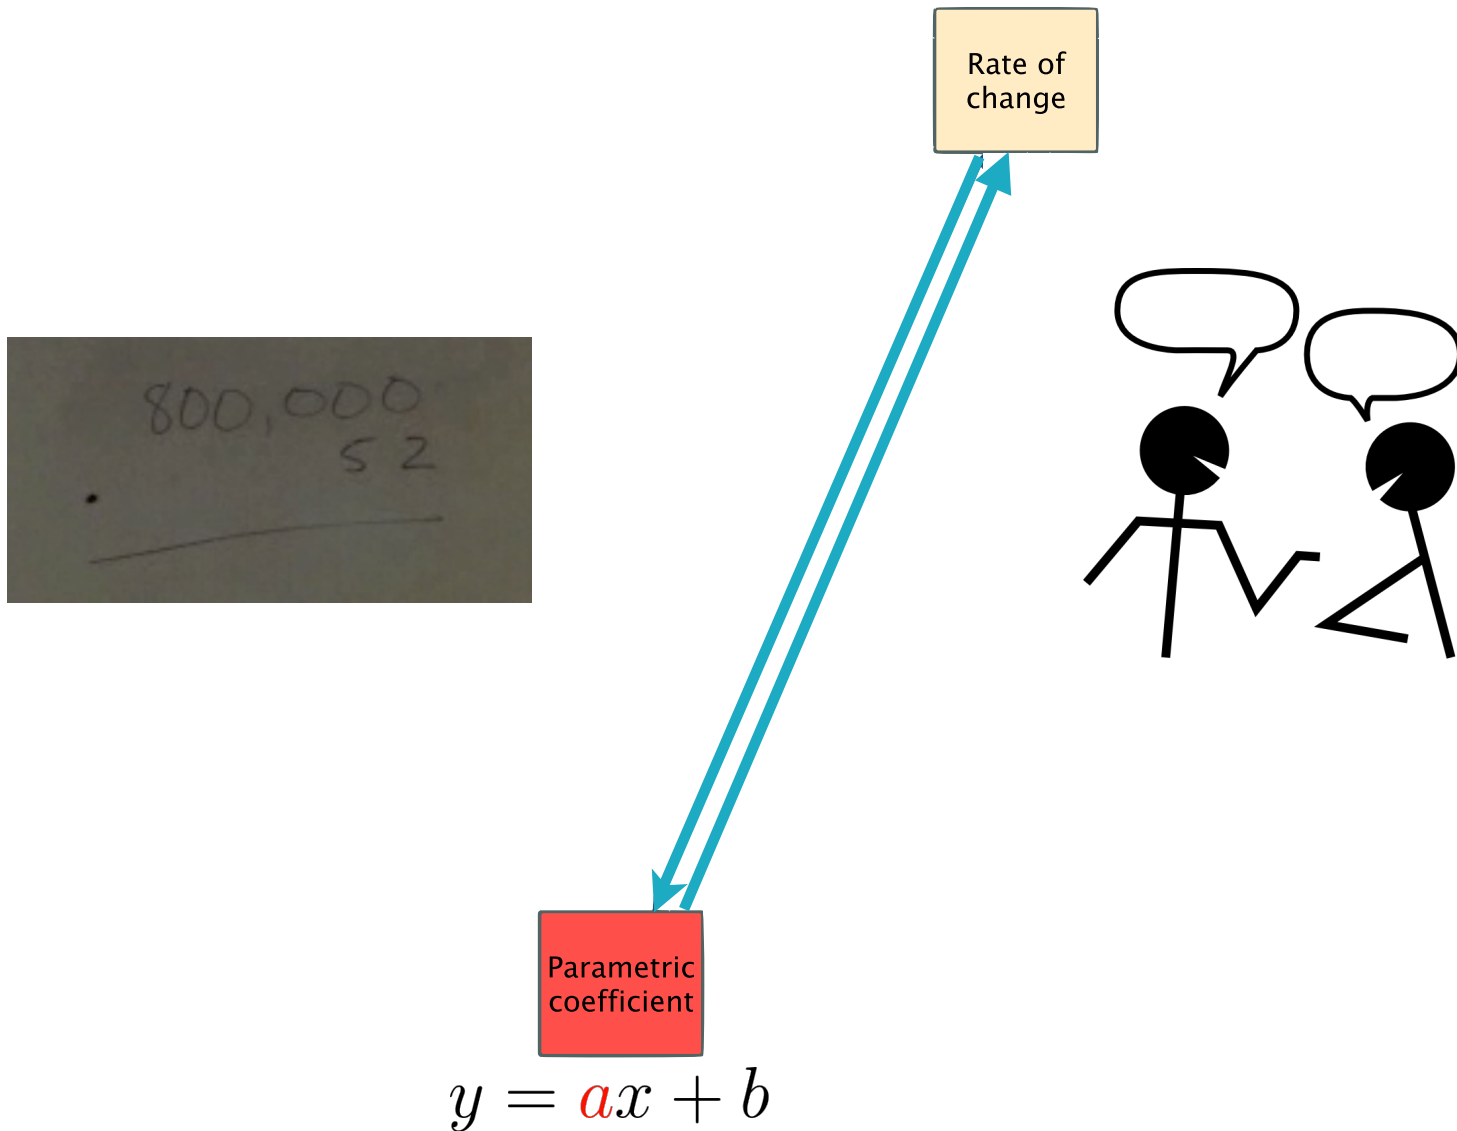 Rate of
change
800,000
52
Parametric
coefficient
y = ax + b